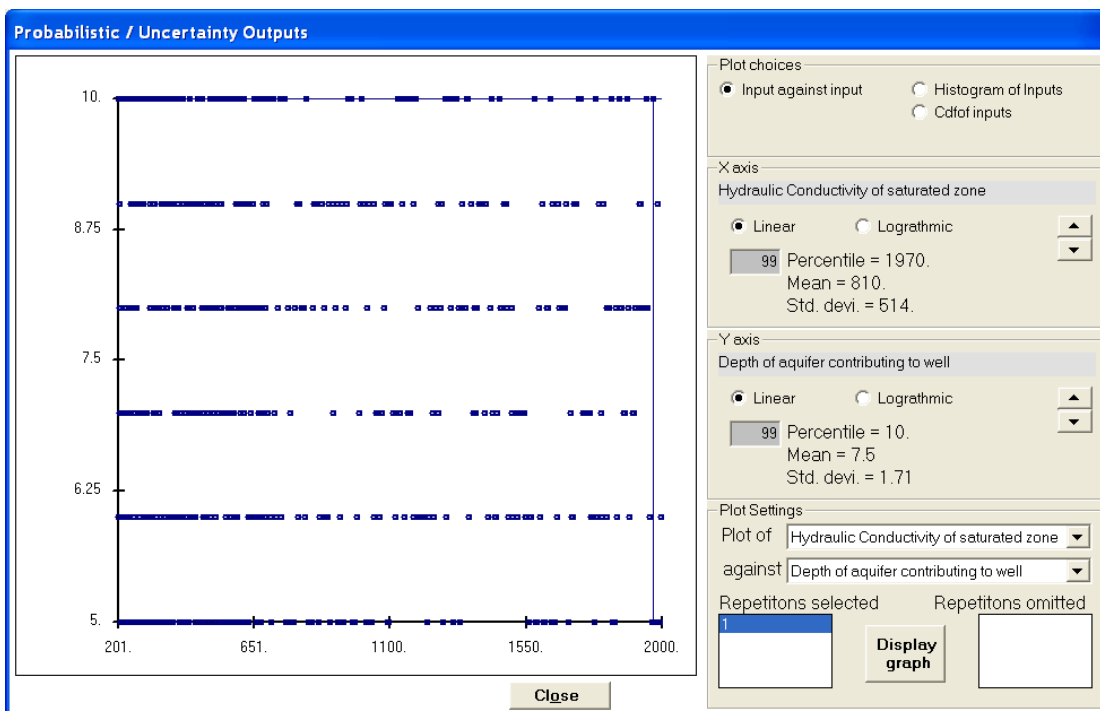 Probabilistic / Uncertainty Outputs
10.
8.75
7.5
6.25
5.
201.
651.
1100.
1550.
2000.
Close
Plot choices
Input against input
Histogram of Inputs
Cdfof inputs
X axis
Hydraulic Conductivity of saturated zone
Linear
Lograthmic
99 Percentile = 1970.
Mean = 810.
Std. devi. = 514.
Y axis
Depth of aquifer contributing to well
Linear
Lograthmic
99 Percentile = 10.
Mean = 7.5
Std. devi. = 1.71
Plot Settings
Plot of Hydraulic Conductivity of saturated zone
against Depth of aquifer contributing to well
Repetitons selected
Repetitons omitted
1
Display
graph